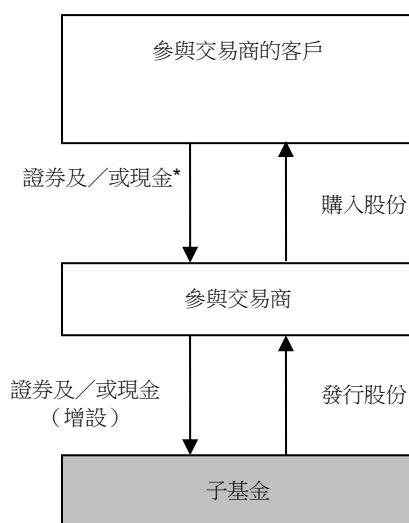 參與交易商的客戶
證券及／或現金*
購入股份
參與交易商
證券及／或現金
（增設）
發行股份
子基金